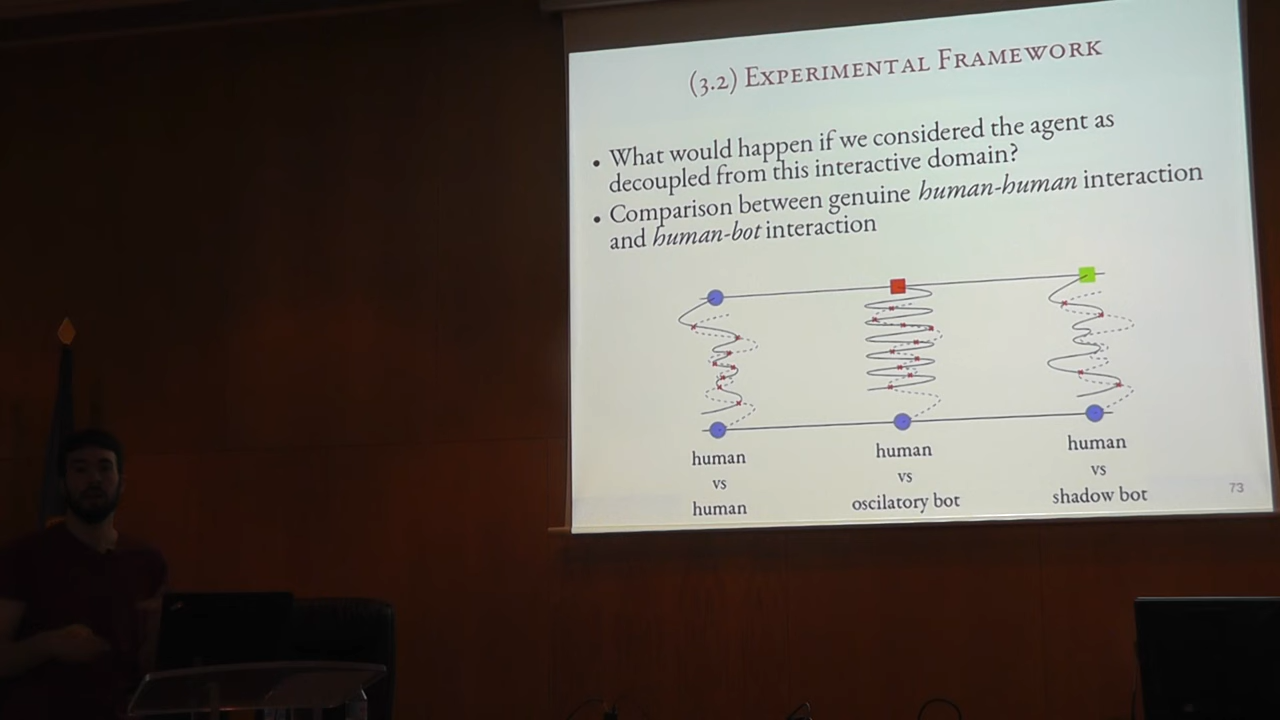 (3.2) Experimental Framework
• What would happen if we considered the agent as
decoupled from this interactive domain?
• Comparison between genuine human-human interaction
and human-bot interaction
human
vs
human
human
vs
oscilatory bot
human
vs
shadow bot
73